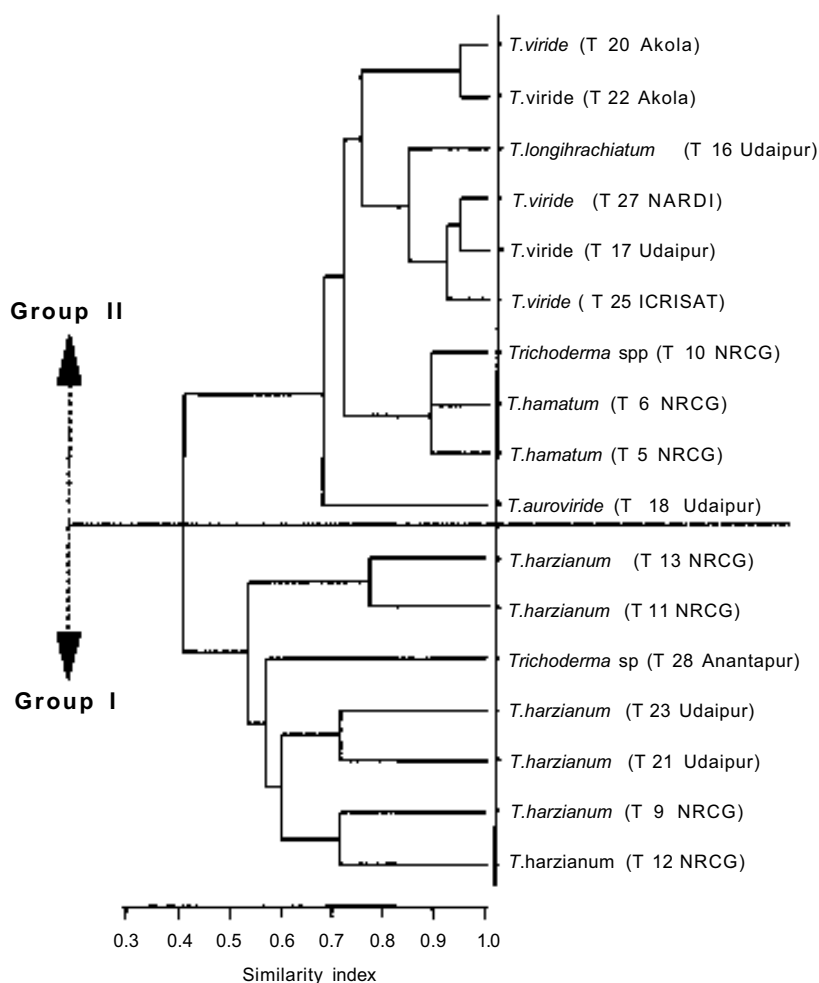 T.viride (T 20 Akola)
T.viride (T 22 Akola)
T.longihrachiatum (T 16 Udaipur)
T.viride (T 27 NARDI)
T.viride (T 17 Udaipur)
T.viride ( T 25 ICRISAT)
Group II
Trichoderma spp (T 10 NRCG)
T.hamatum (T 6 NRCG)
T.hamatum (T 5 NRCG)
T.auroviride (T 18 Udaipur)
T.harzianum (T 13 NRCG)
T.harzianum (T 11 NRCG)
Trichoderma sp (T 28 Anantapur)
Group I
T.harzianum (T 23 Udaipur)
T.harzianum (T 21 Udaipur)
T.harzianum (T 9 NRCG)
T.harzianum (T 12 NRCG)
0.3 0.4 0.5 0.6 0.7 0.8 0.9 1.0
Similarity index